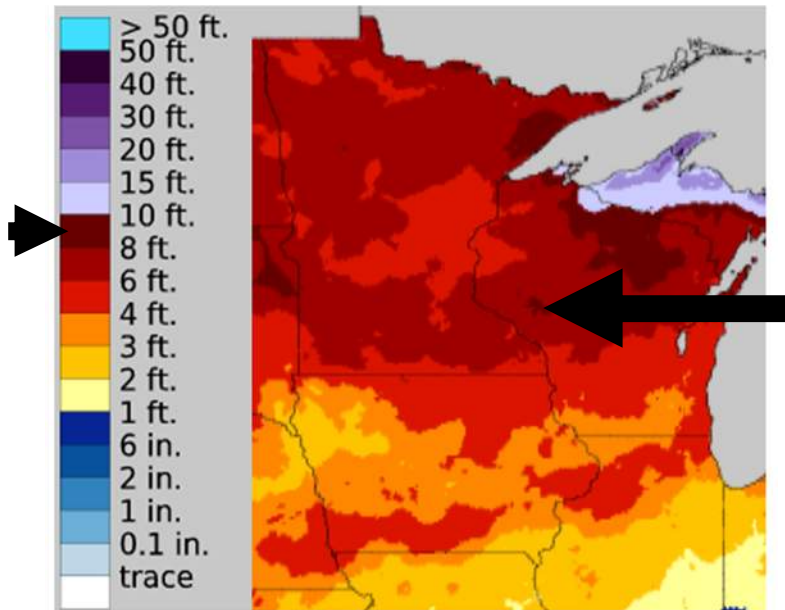 > 50 ft.
50 ft.
40 ft.
30 ft.
20 ft.
15 ft.
10 ft.
8 ft.
6 ft.
4 ft.
3 ft.
2 ft.
1 ft.
6 in.
2 in.
1 in.
0.1 in.
trace